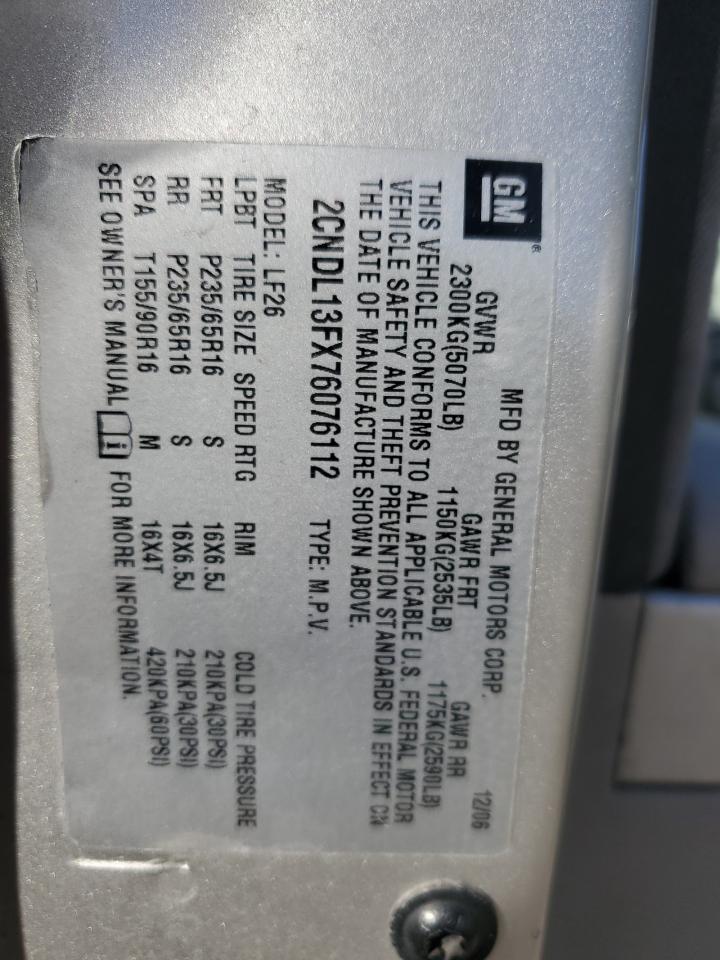 GM®
MFD BY GENERAL MOTORS CORP. 12/06
GVWR GAWR FRT GAWR RR
2300KG(5070LB) 1150KG(2535LB) 1175KG(2590LB)
THIS VEHICLE CONFORMS TO ALL APPLICABLE U.S. FEDERAL MOTOR
VEHICLE SAFETY AND THEFT PREVENTION STANDARDS IN EFFECT ON
THE DATE OF MANUFACTURE SHOWN ABOVE.
2CNDL13FX76076112 TYPE: M.P.V.
MODEL: LF26
LPBT TIRE SIZE SPEED RTG RIM COLD TIRE PRESSURE
FRT P235/65R16 S 16X6.5J 210KPA(30PSI)
RR P235/65R16 S 16X6.5J 210KPA(30PSI)
SPA T155/90R16 M 16X4T 420KPA(60PSI)
SEE OWNER'S MANUAL i FOR MORE INFORMATION.